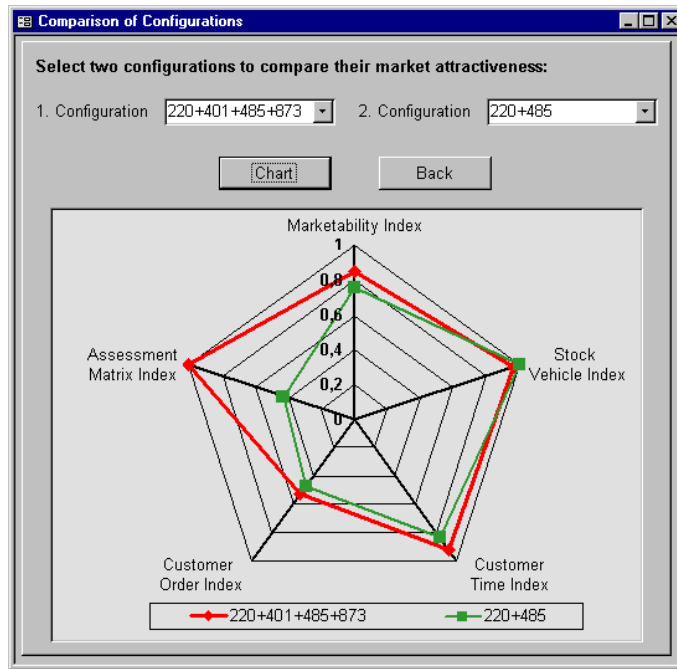 Comparison of Configurations
Select two configurations to compare their market attractiveness:
1. Configuration 220+401+485+873 2. Configuration 220+485
Chart Back
Marketability Index
1
0,8
0,6
Assessment
Matrix Index
Stock
Vehicle Index
0,4
0,2
0
Customer
Order Index
Customer
Time Index
220+401+485+873 220+485